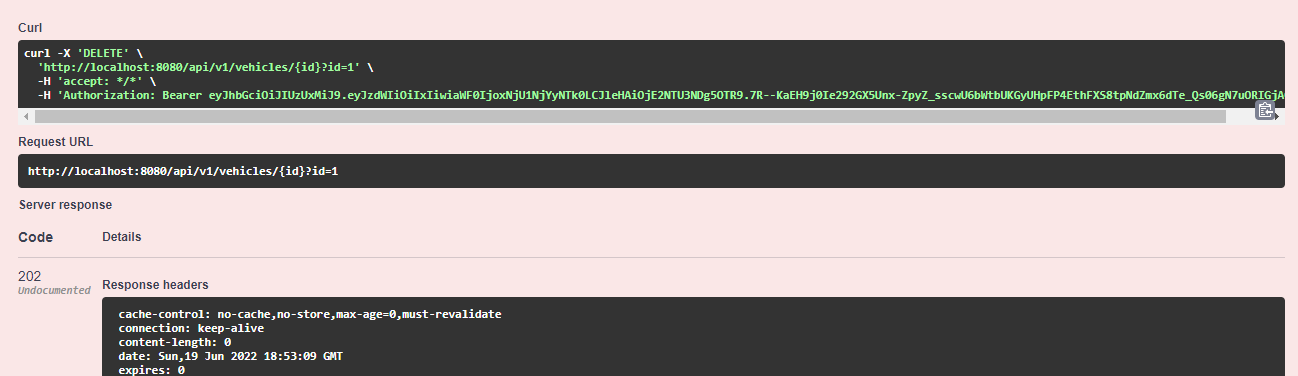 Curl
curl -X 'DELETE' \
'http://localhost:8080/api/v1/vehicles/{id}?id=1' \
-H 'accept: */*' \
-H 'Authorization: Bearer eyJhbGciOiJIUzUxMiJ9.eyJzdWIiOiIxIiwiaWF0IjoxNjU1NjYyNTk0LCJleHAiOjE2NTU3NDg5OTR9.7R--KaEH9j0Ie292GX5Unx-ZpyZ_sscwU6bWtbUKGyUHpFP4EthFXS8tpNdZmx6dTe_Qs06gN7uORIGjA
Request URL
http://localhost:8080/api/v1/vehicles/{id}?id=1
Server response
Code Details
202
Undocumented
Response headers
cache-control: no-cache,no-store,max-age=0,must-revalidate
connection: keep-alive
content-length: 0
date: Sun,19 Jun 2022 18:53:09 GMT
expires: 0